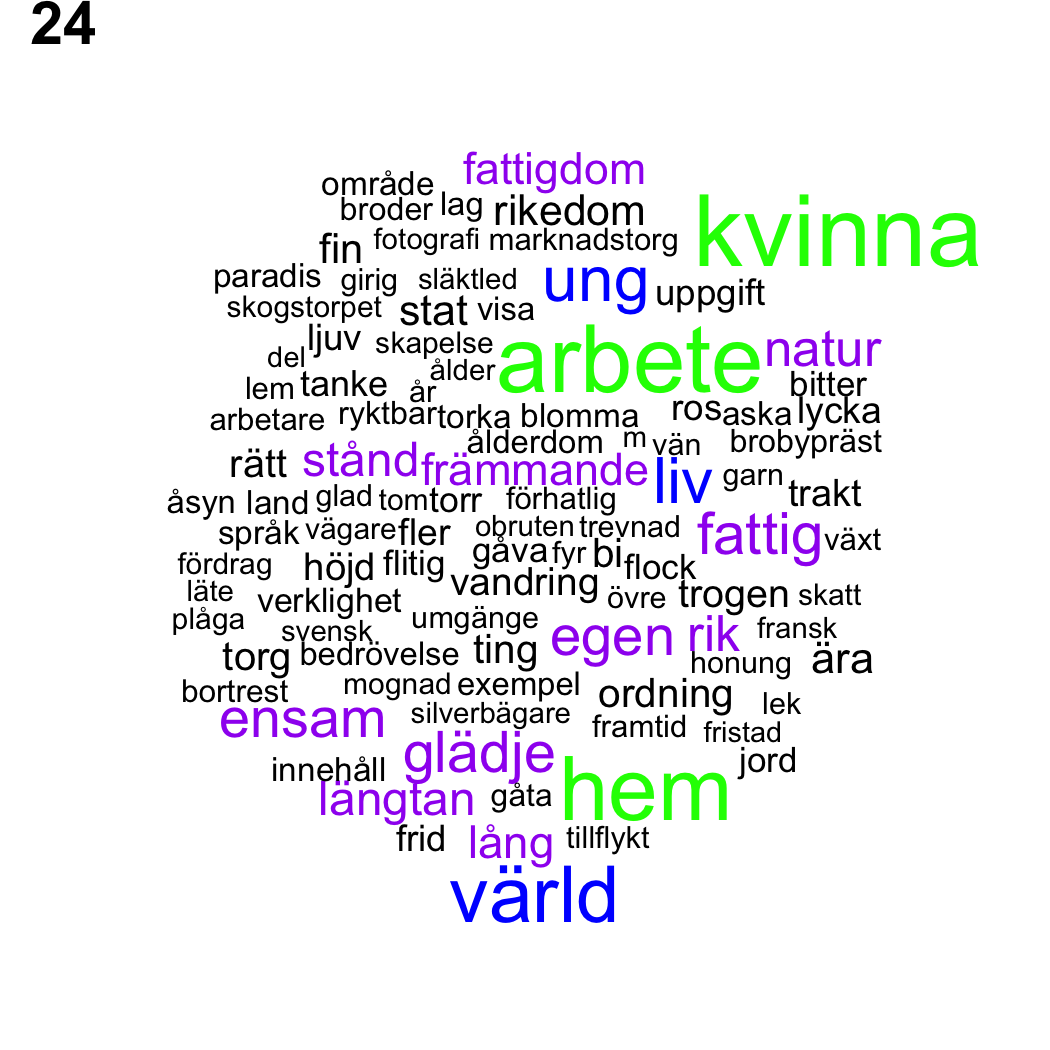 24
fattigdom
område
broder lag rikedom kvinna
fin fotografi marknadstorg
paradis girig släktled ung uppgift
skogstorpet stat visa
ljuv skapelse arbete natur
del ålder
lem tanke år bitter
arbetare ryktbar torka blomma ros aska lycka
ålderdom m vän brobypräst
rätt stånd främmande liv garn trakt
åsyn land glad tom torr förhatlig
språk vägare fler obruten trevnad fattig växt
fördrag höjd flitig gåva fyr bi flock
läte verklighet vandring övre trogen skatt
plåga svensk umgänge egen rik fransk
torg bedrövelse ting honung ära
bortrest mognad exempel ordning lek
ensam silverbägare framtid fristad
innehåll glädje hem jord
längtan gåta
frid lång tillflykt
värld